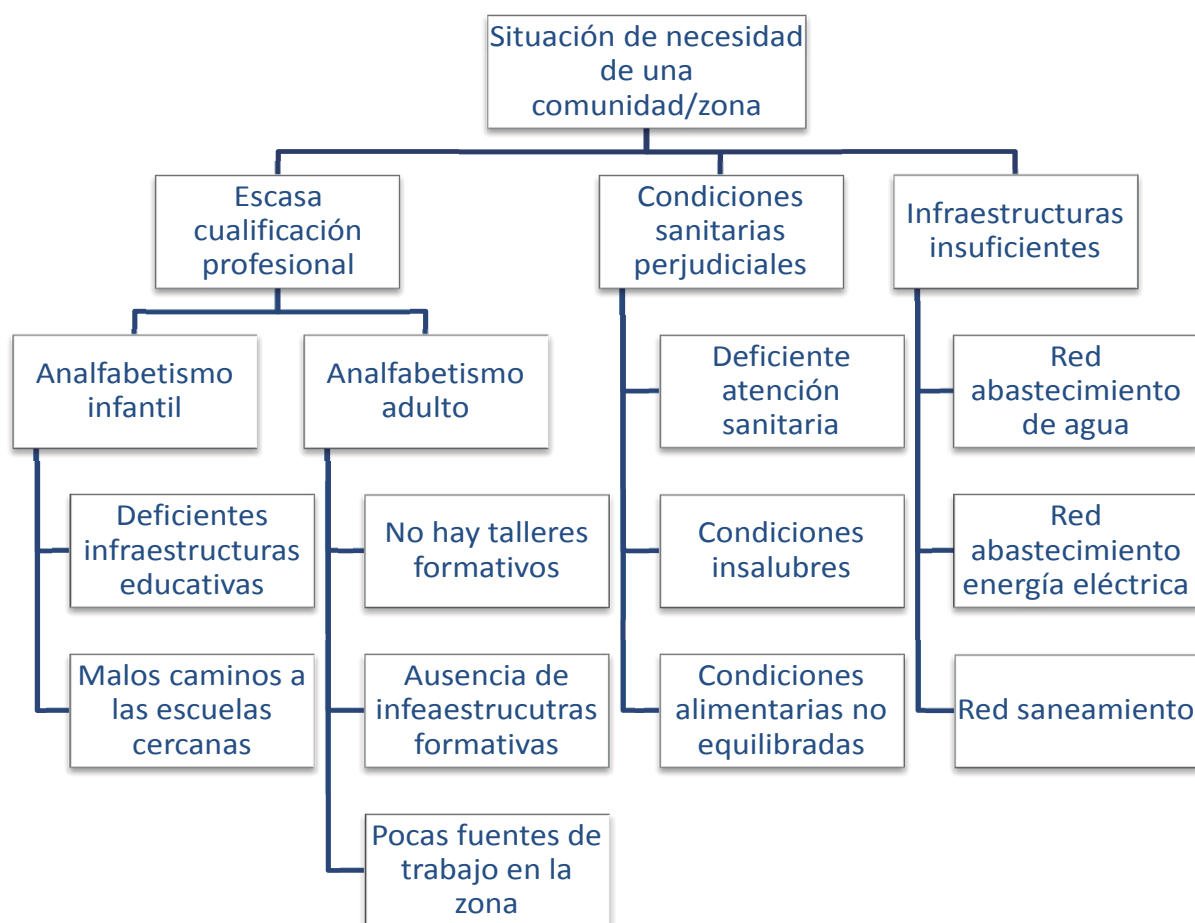 Situación de necesidad
de una
comunidad/zona
Escasa
cualificación
profesional
Condiciones
sanitarias
perjudiciales
Infraestructuras
insuficientes
Analfabetismo
infantil
Analfabetismo
adulto
Deficiente
atención
sanitaria
Red
abastecimiento
de agua
Deficientes
infraestructuras
educativas
No hay talleres
formativos
Condiciones
insalubres
Red
abastecimiento
energía eléctrica
Malos caminos a
las escuelas
cercanas
Ausencia de
infeaestrucutras
formativas
Condiciones
alimentarias no
equilibradas
Red saneamiento
Pocas fuentes de
trabajo en la
zona